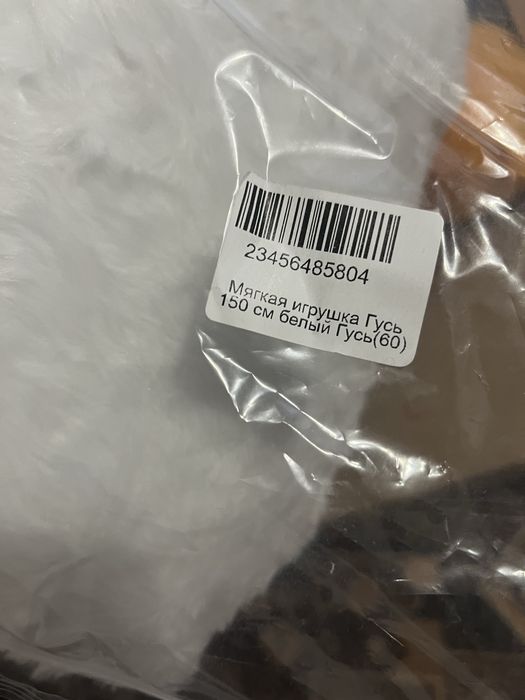 23456485804
Мягкая игрушка Гусь
150 см белый Гусь(60)